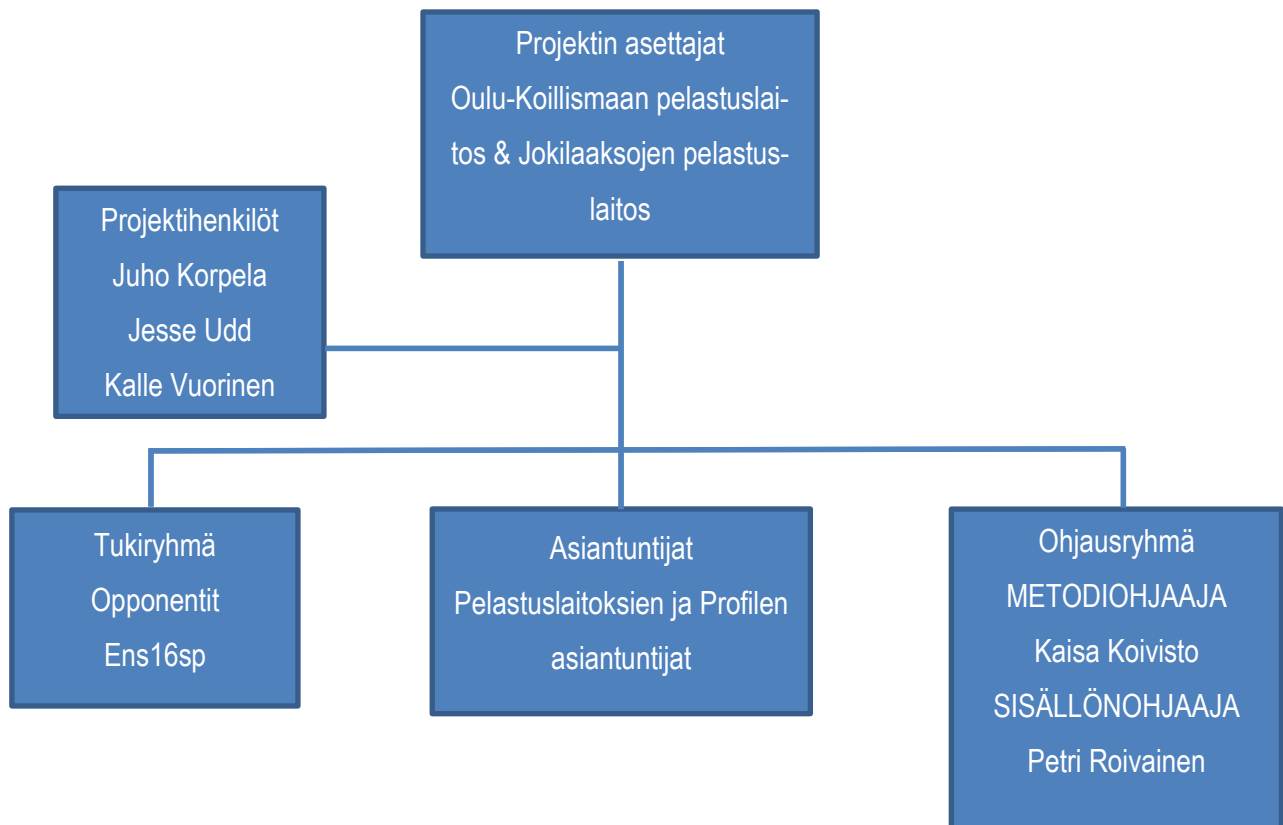 Projektin asettajat
Oulu-Koillismaan pelastuslai-
tos & Jokilaaksojen pelastus-
laitos
Projektihenkilöt
Juho Korpela
Jesse Udd
Kalle Vuorinen
Tukiryhmä
Opponentit
Ens16sp
Asiantuntijat
Pelastuslaitoksien ja Profilen
asiantuntijat
Ohjausryhmä
METODIOHJAAJA
Kaisa Koivisto
SISÄLLÖNOHJAAJA
Petri Roivainen